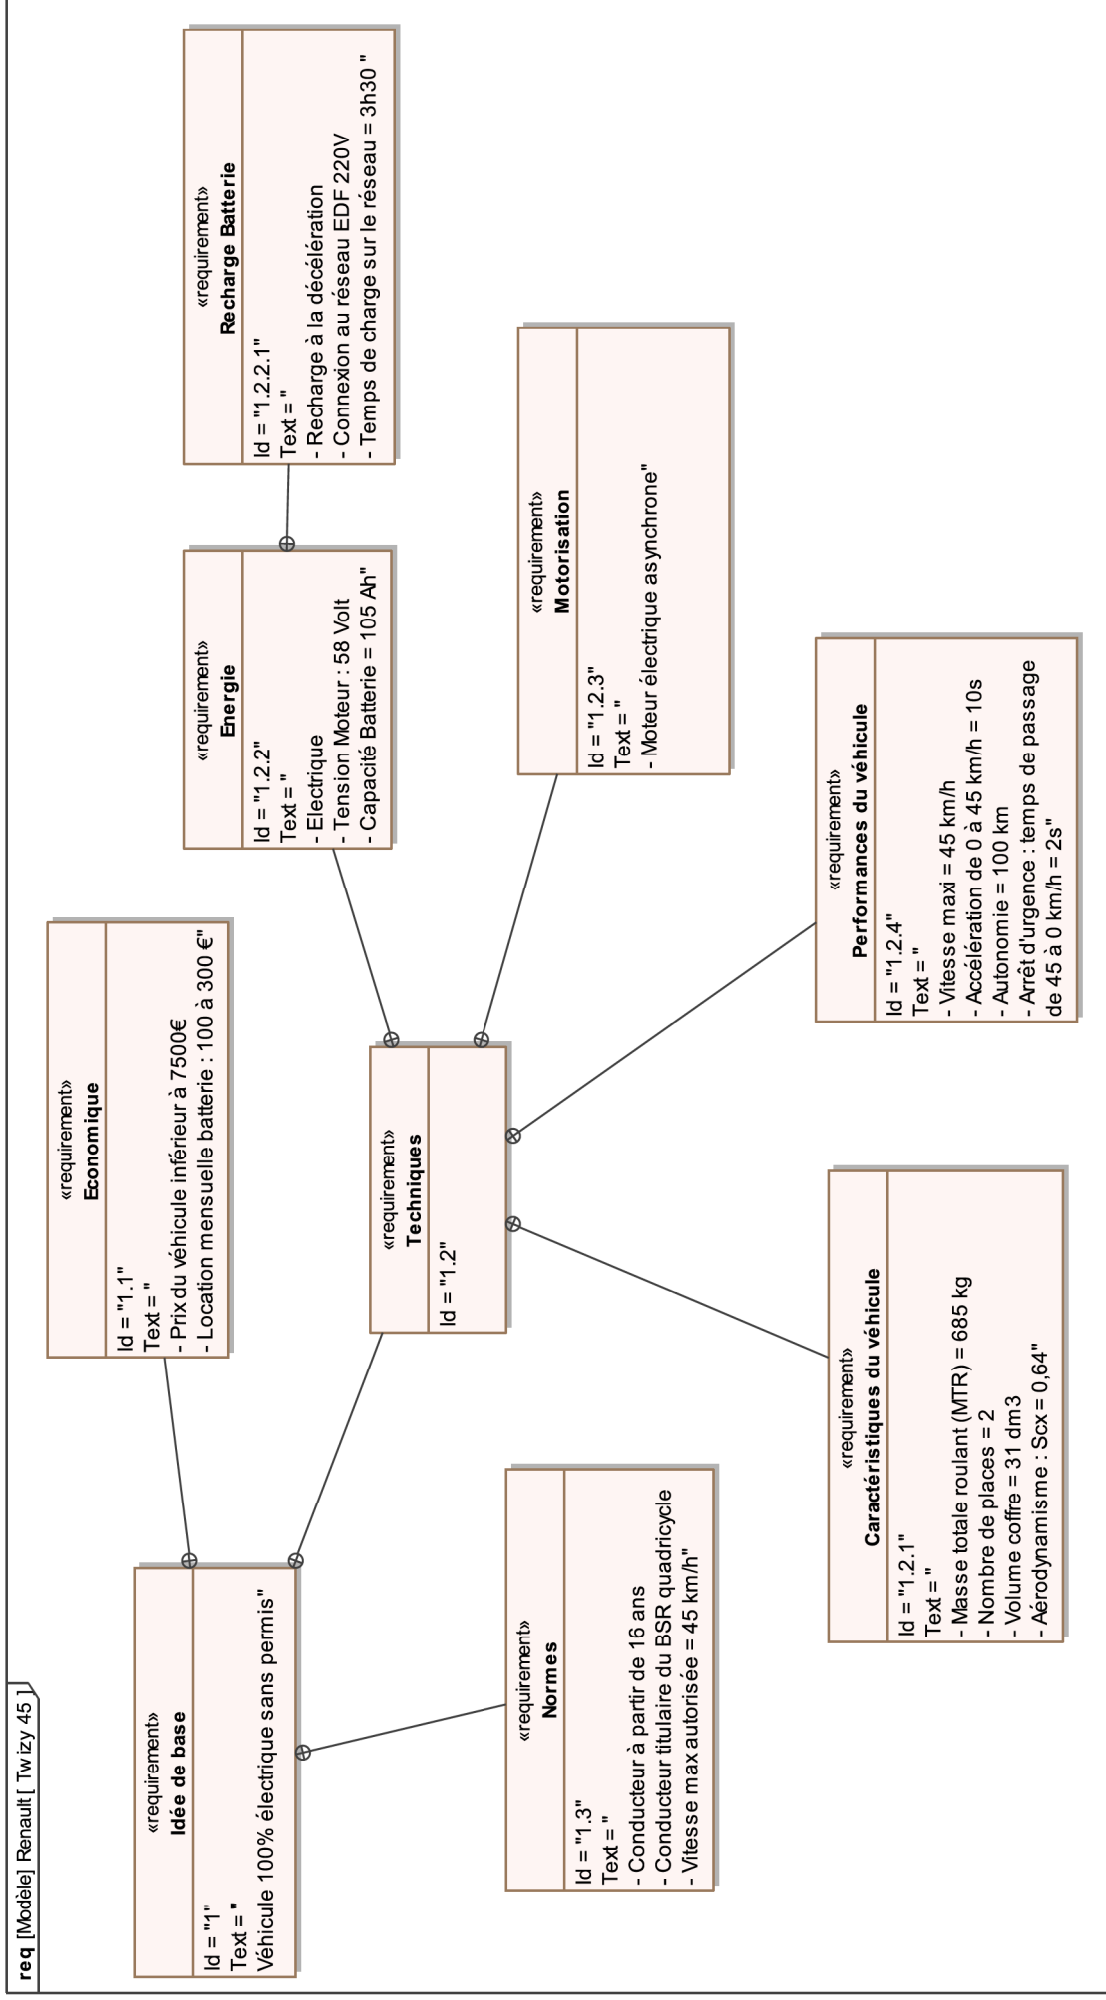 req [Modèle] Renault [ Twizy 45 ]
«requirement»
Idée de base
Id = "1"
Text = "
Véhicule 100% électrique sans permis"
«requirement»
Economique
Id = "1.1"
Text = "
- Prix du véhicule inférieur à 7500€
- Location mensuelle batterie : 100 à 300 €"
«requirement»
Energie
Id = "1.2.2"
Text = "
- Electrique
- Tension Moteur : 58 Volt
- Capacité Batterie = 105 Ah"
«requirement»
Recharge Batterie
Id = "1.2.2.1"
Text = "
- Recharge à la décélération
- Connexion au réseau EDF 220V
- Temps de charge sur le réseau = 3h30 "
«requirement»
Techniques
Id = "1.2"
«requirement»
Motorisation
Id = "1.2.3"
Text = "
- Moteur électrique asynchrone"
«requirement»
Normes
Id = "1.3"
Text = "
- Conducteur à partir de 16 ans
- Conducteur titulaire du BSR quadricycle
- Vitesse max autorisée = 45 km/h"
«requirement»
Caractéristiques du véhicule
Id = "1.2.1"
Text = "
- Masse totale roulant (MTR) = 685 kg
- Nombre de places = 2
- Volume coffre = 31 dm3
- Aérodynamisme : Scx = 0,64"
«requirement»
Performances du véhicule
Id = "1.2.4"
Text = "
- Vitesse maxi = 45 km/h
- Accélération de 0 à 45 km/h = 10s
- Autonomie = 100 km
- Arrêt d'urgence : temps de passage
de 45 à 0 km/h = 2s"